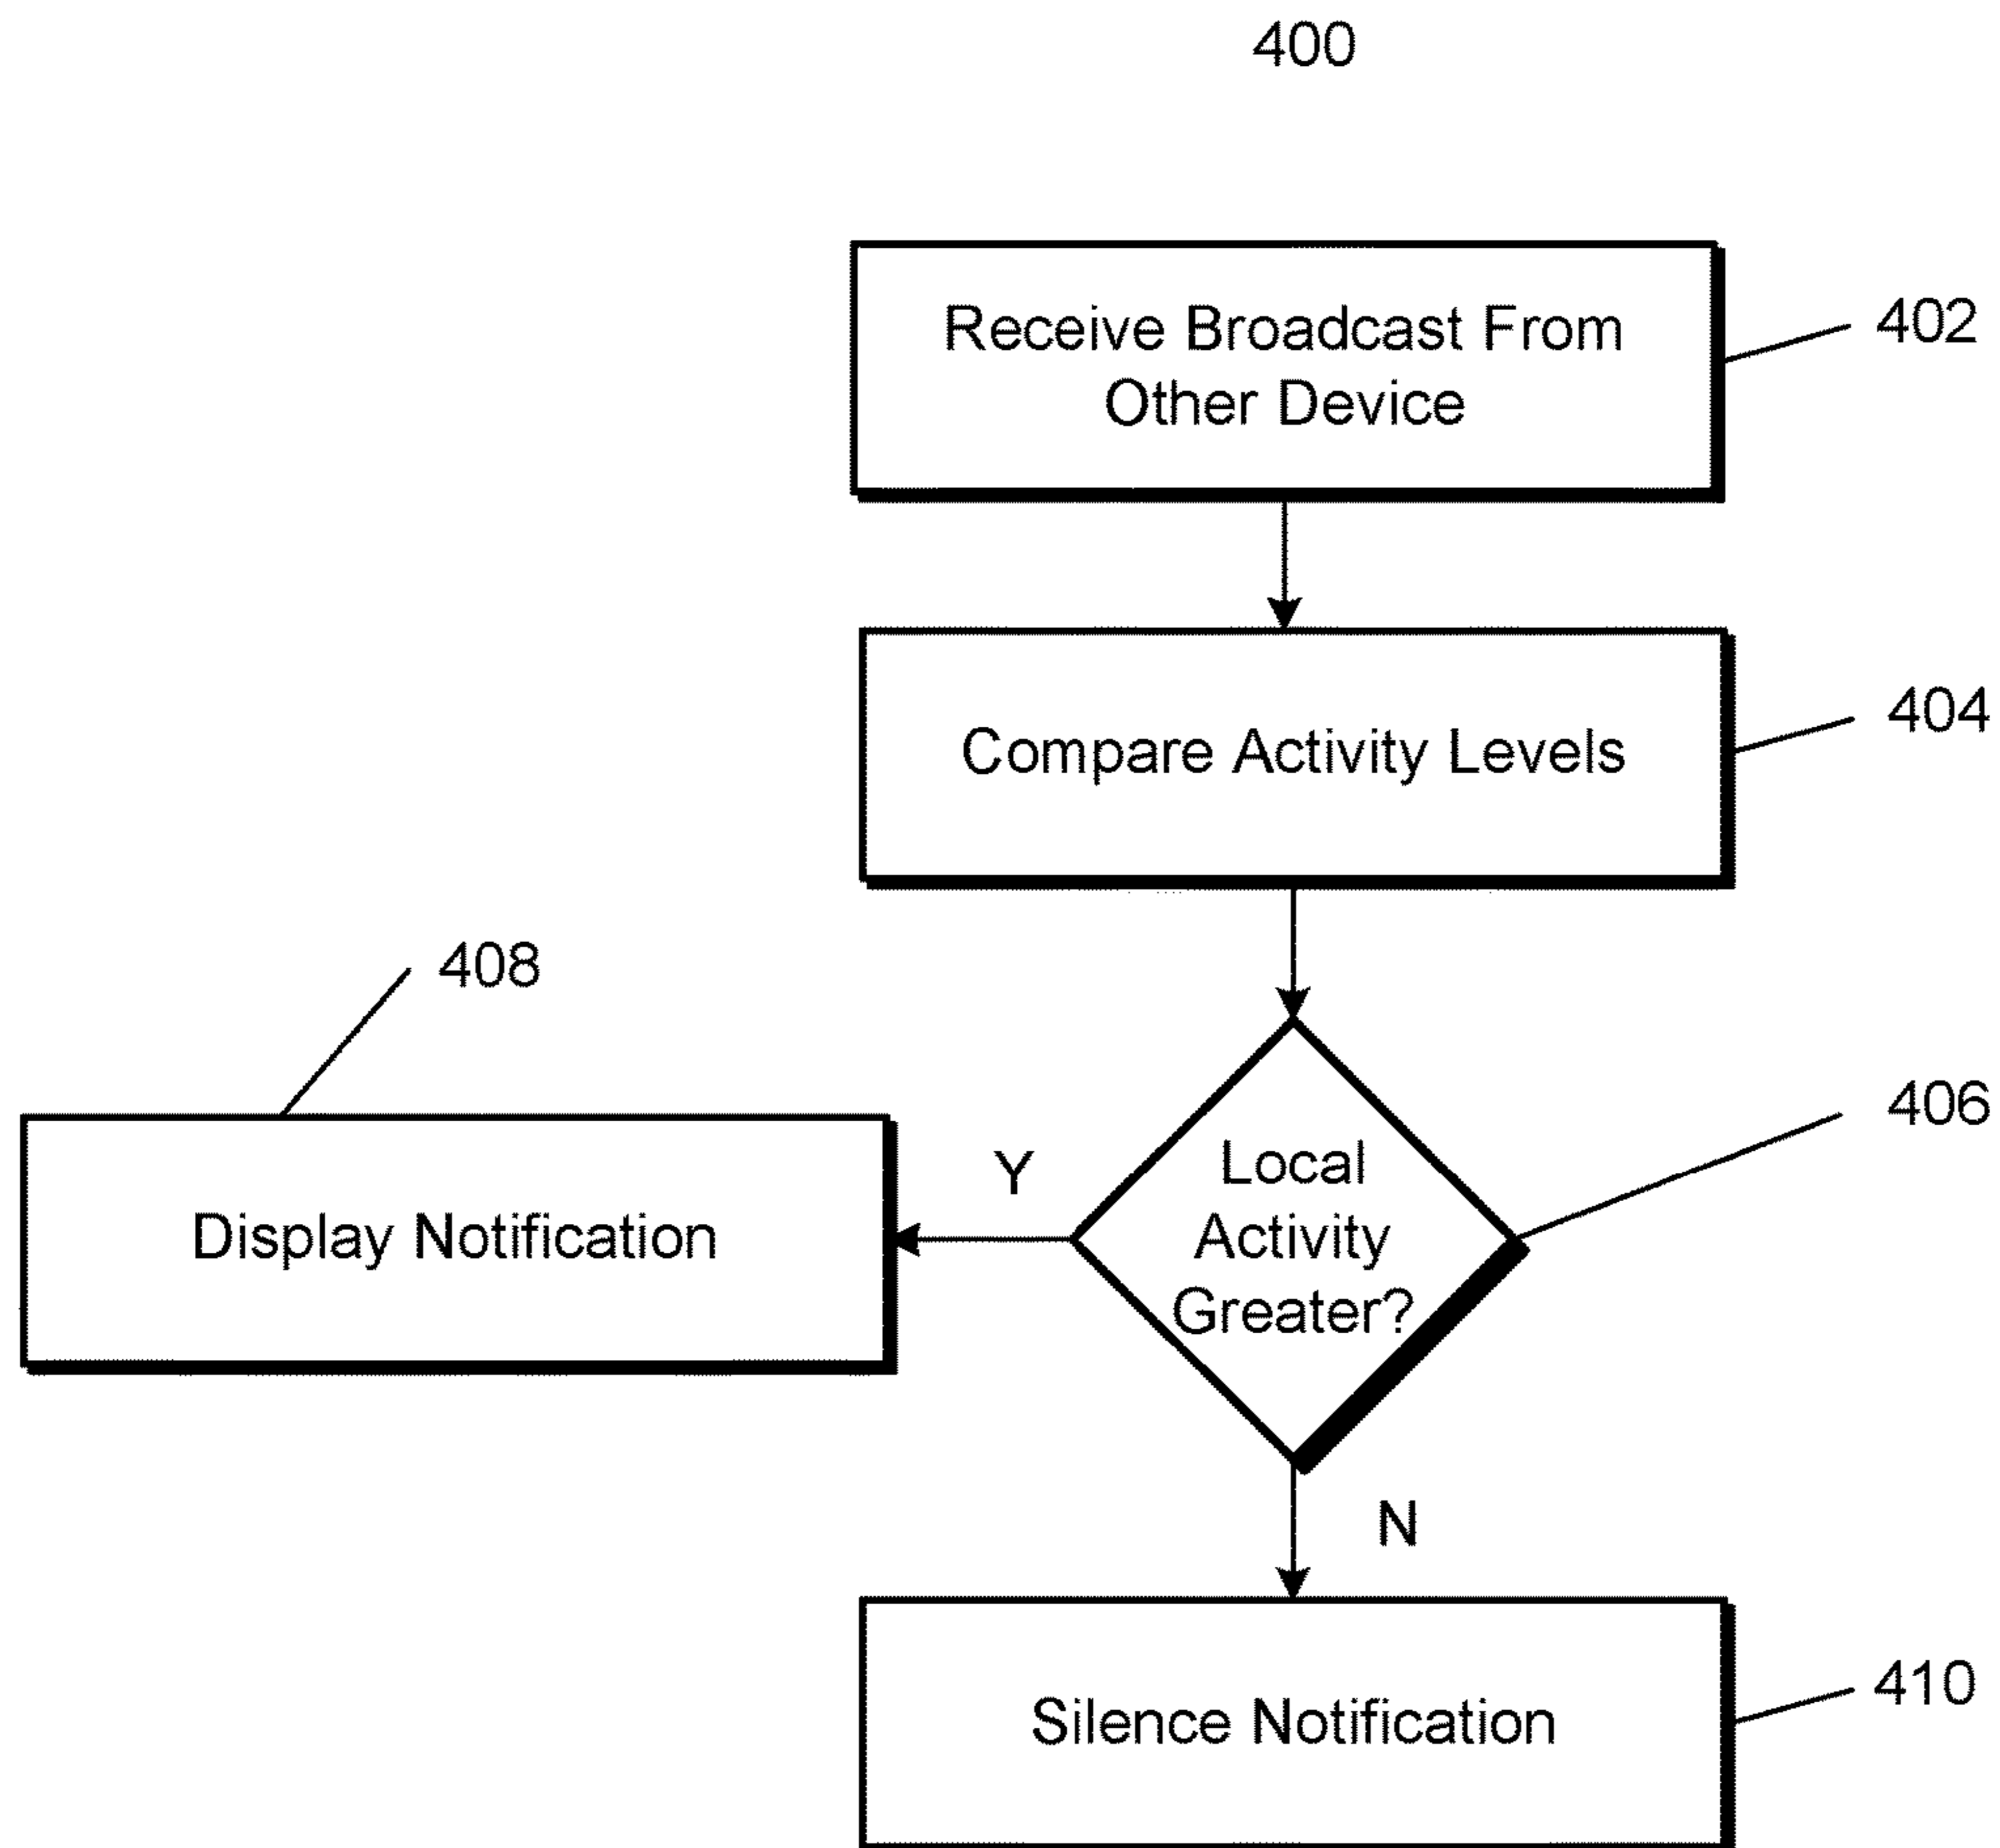 400
Receive Broadcast From
Other Device
402
Compare Activity Levels
404
408
Display Notification
Y
Local
Activity
Greater?
406
N
Silence Notification
410